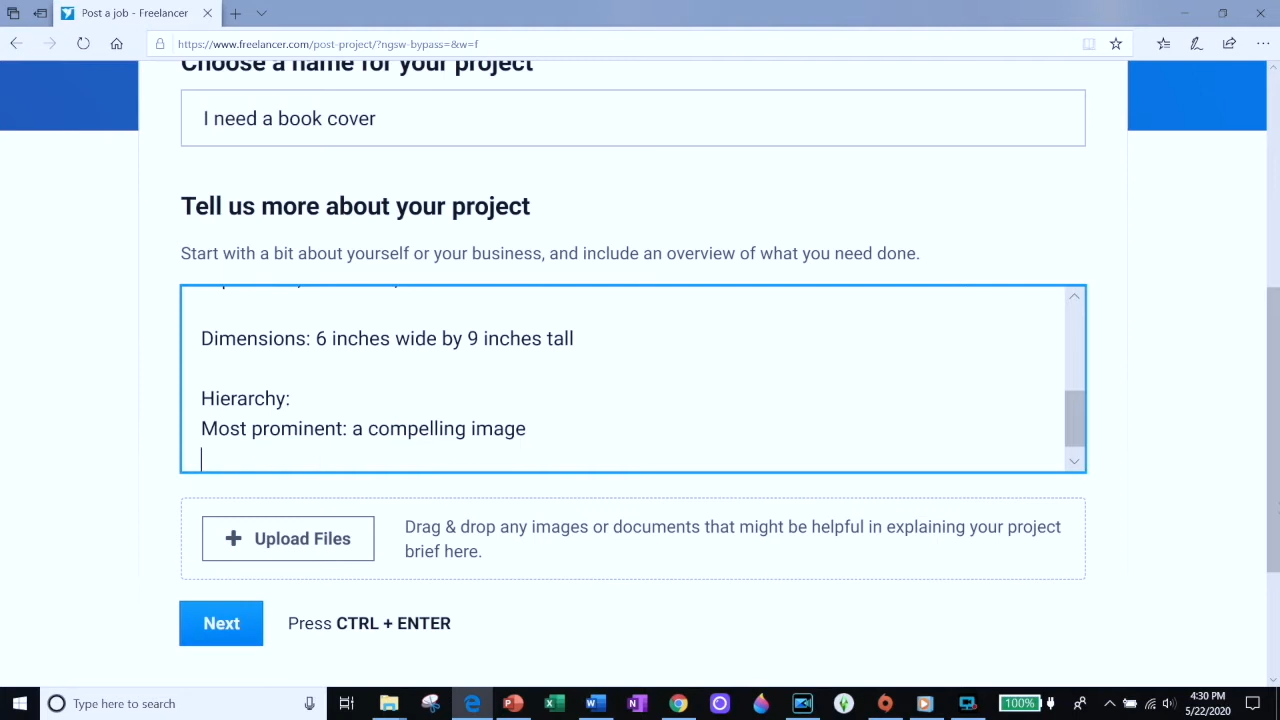 Post a job - Freelancer
https://www.freelancer.com/post-project/?ngsw-bypass=&w=f
Choose a name for your project
I need a book cover
Tell us more about your project
Start with a bit about yourself or your business, and include an overview of what you need done.
Dimensions: 6 inches wide by 9 inches tall
Hierarchy:
Most prominent: a compelling image
Upload Files
Drag & drop any images or documents that might be helpful in explaining your project
brief here.
Next
Press CTRL + ENTER
Type here to search
100%
4:30 PM
5/22/2020